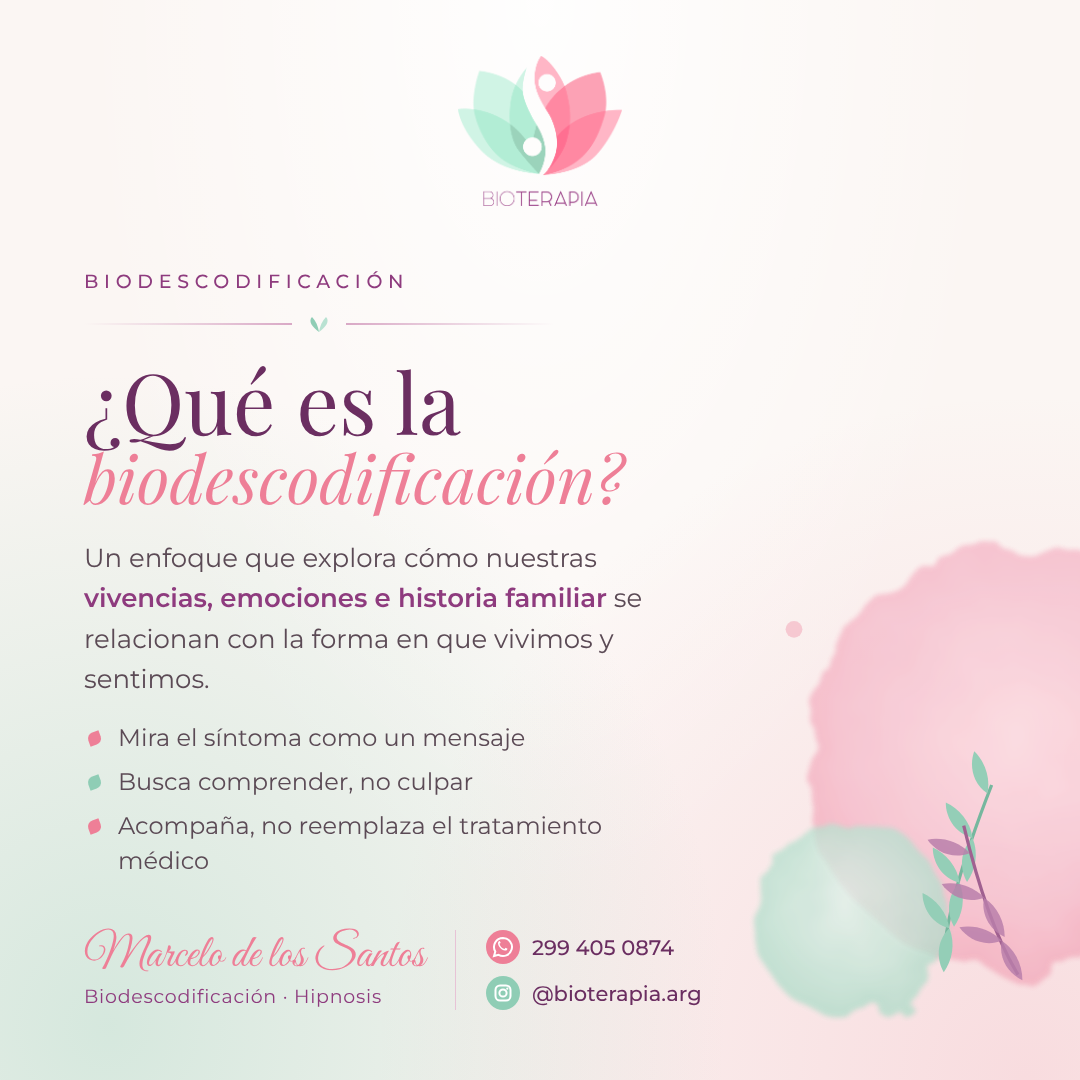 BIOTERAPIA
BIODESCODIFICACIÓN
¿Qué es la
biodescodificación?
Un enfoque que explora cómo nuestras
vivencias, emociones e historia familiar se
relacionan con la forma en que vivimos y
sentimos.
Mira el síntoma como un mensaje
Busca comprender, no culpar
Acompaña, no reemplaza el tratamiento
médico
Marcelo de los Santos
Biodescodificación · Hipnosis
299 405 0874
@bioterapia.arg